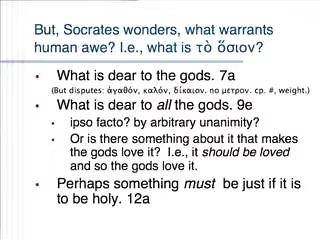 But, Socrates wonders, what warrants
human awe? I.e., what is τὸ ὅσιον?
• What is dear to the gods. 7a
(But disputes: ἀγαθόν, καλόν, δίκαιον. no μετρον. cp. #, weight.)
• What is dear to all the gods. 9e
• ipso facto? by arbitrary unanimity?
• Or is there something about it that makes
the gods love it? I.e., it should be loved
and so the gods love it.
• Perhaps something must be just if it is
to be holy. 12a